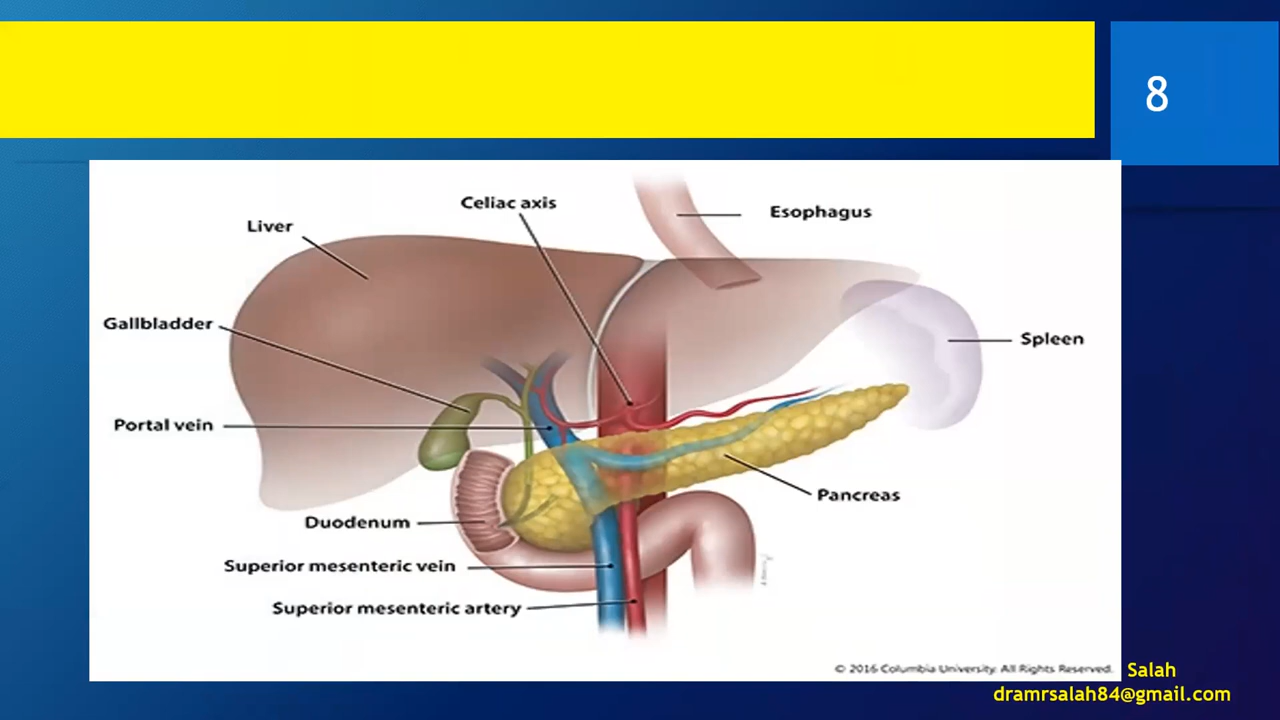 8
Celiac axis
Esophagus
Liver
Gallbladder
Spleen
Portal vein
Pancreas
Duodenum
Superior mesenteric vein
Superior mesenteric artery
© 2016 Columbia University. All Rights Reserved.
Salah
dramrsalah84@gmail.com